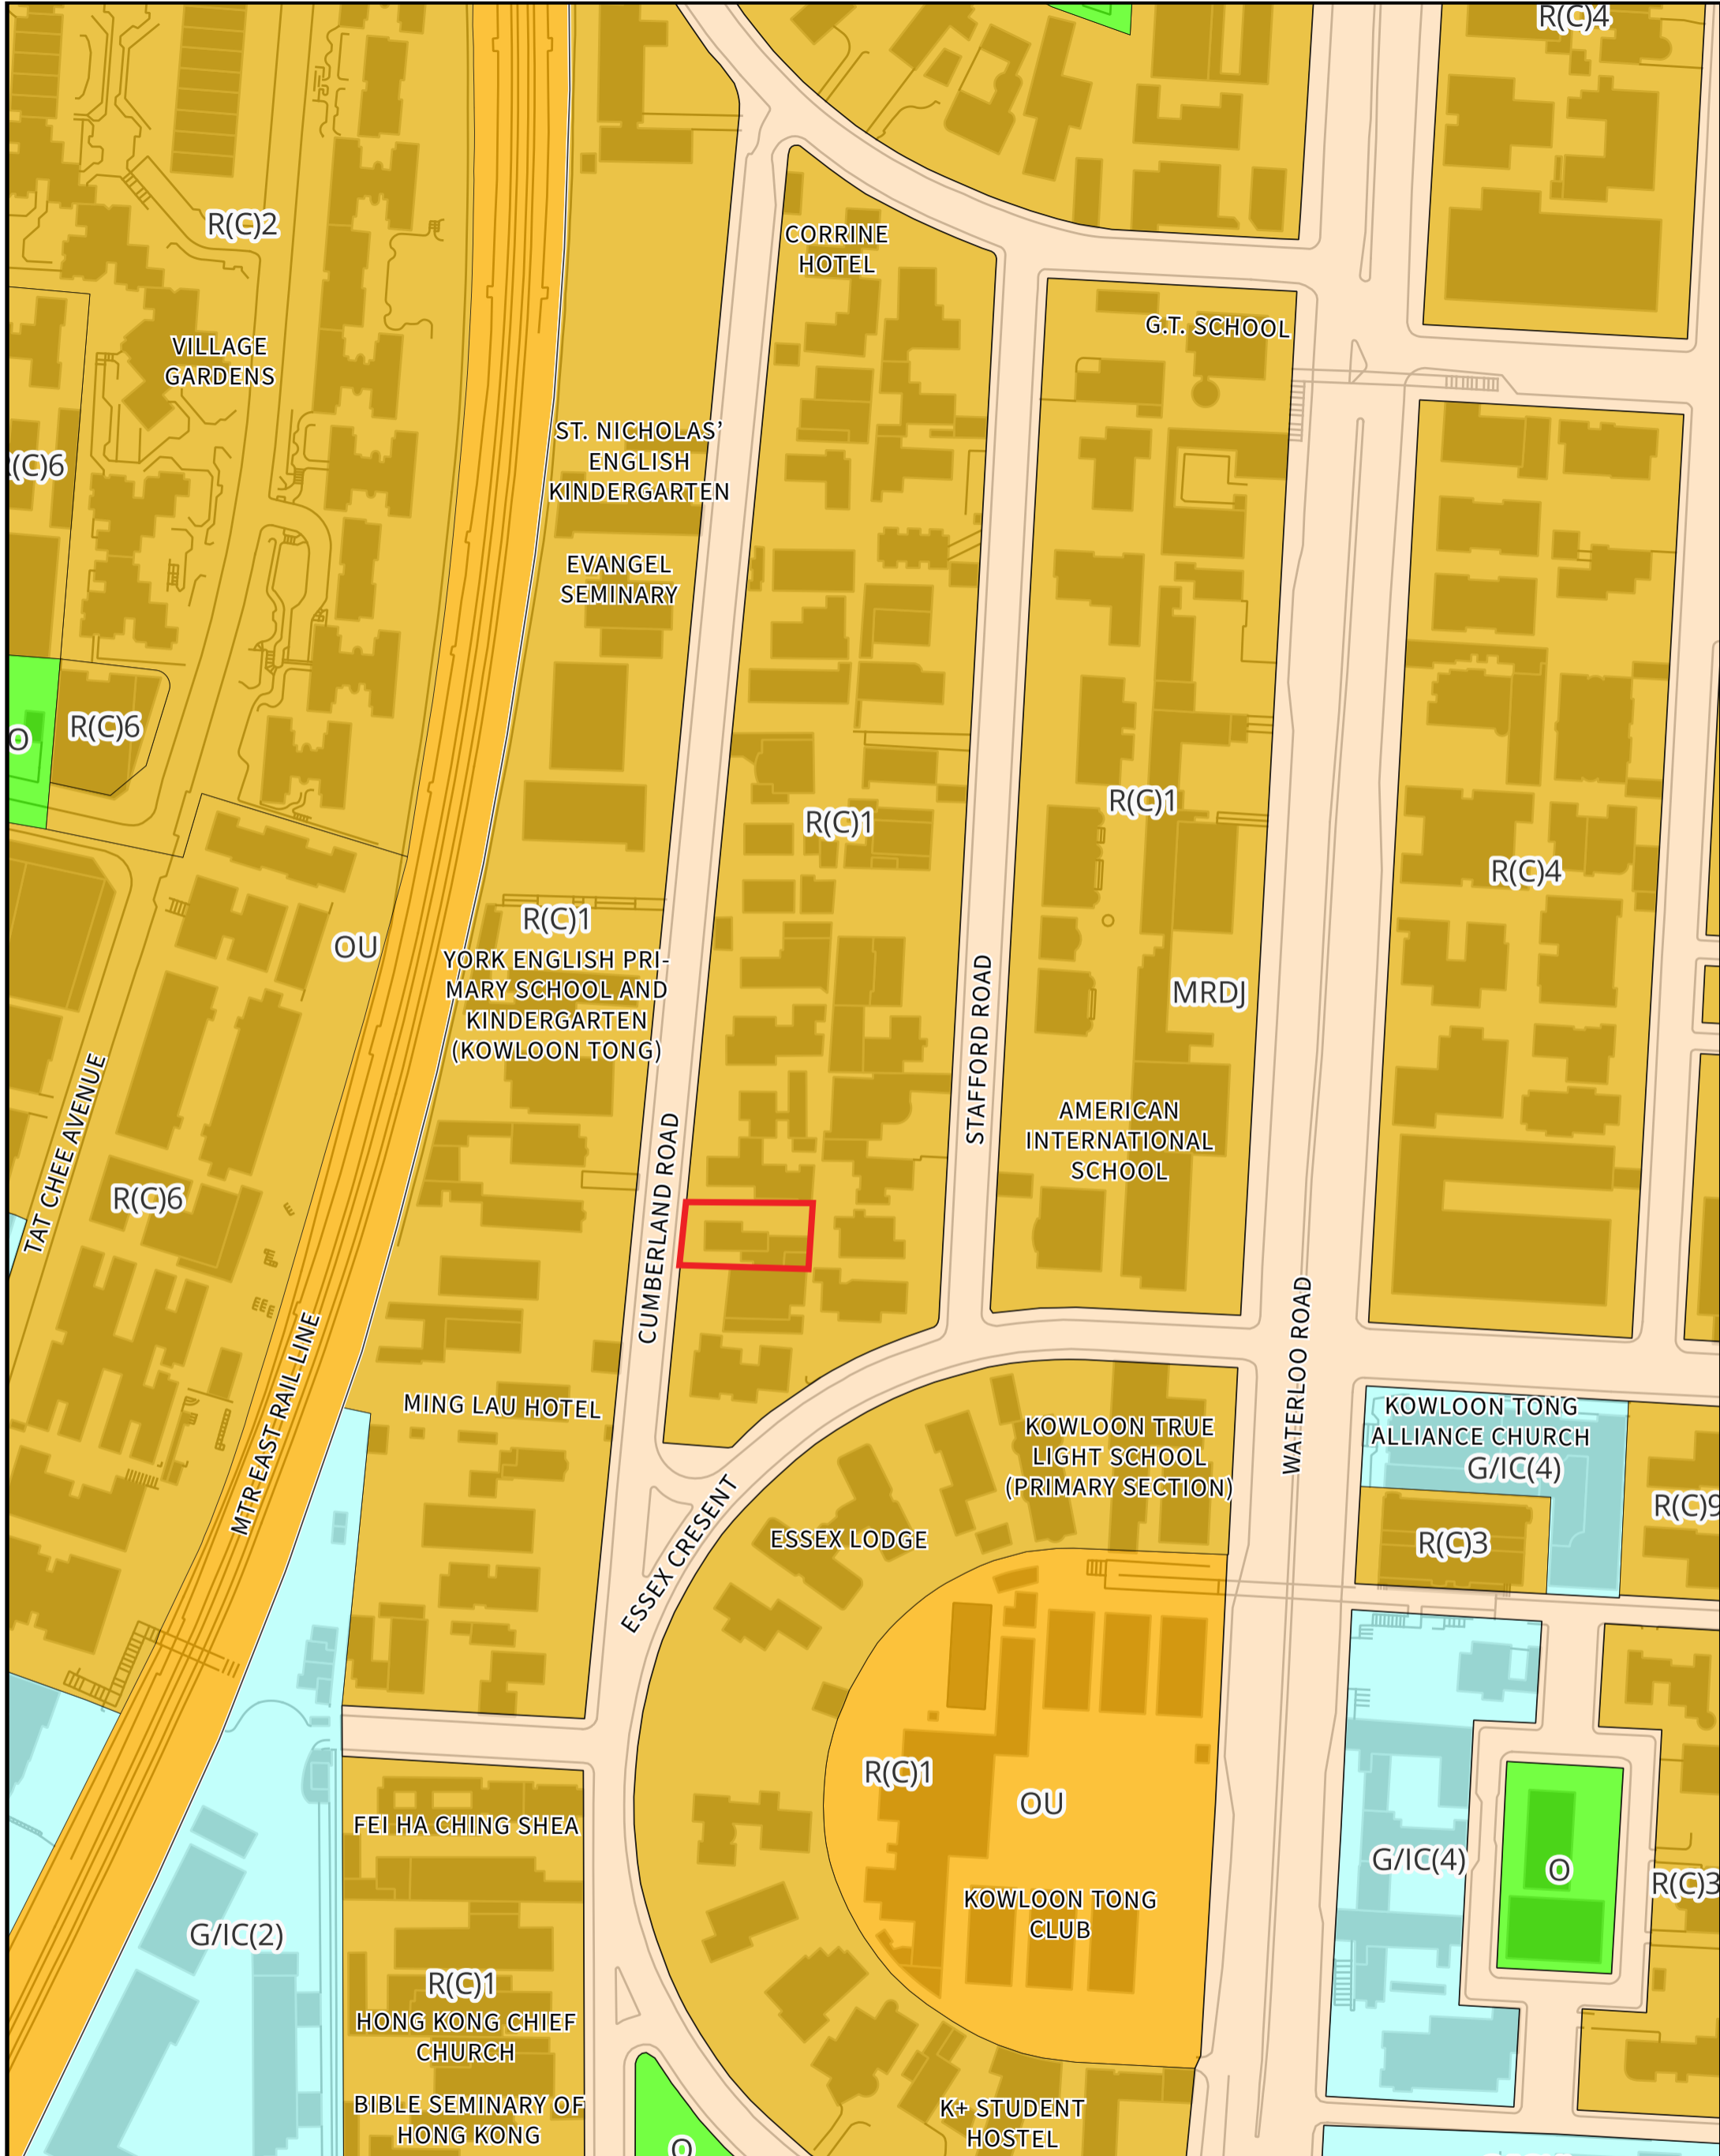 R(C)4
R(C)2
CORRINE
HOTEL
G.T. SCHOOL
VILLAGE
GARDENS
ST. NICHOLAS'
ENGLISH
KINDERGARTEN
R(C)6
EVANGEL
SEMINARY
R(C)6
O
R(C)1
R(C)1
R(C)4
R(C)1
OU
YORK ENGLISH PRI-
MARY SCHOOL AND
KINDERGARTEN
(KOWLOON TONG)
MRDJ
STAFFORD ROAD
AMERICAN
INTERNATIONAL
SCHOOL
TAT CHEE AVENUE
R(C)6
CUMBERLAND ROAD
WATERLOO ROAD
MTR EAST RAIL LINE
MING LAU HOTEL
KOWLOON TRUE
LIGHT SCHOOL
(PRIMARY SECTION)
KOWLOON TONG
ALLIANCE CHURCH
G/IC(4)
R(C)9
ESSEX CRESENT
ESSEX LODGE
R(C)3
R(C)1
OU
FEI HA CHING SHEA
G/IC(4)
O
R(C)3
KOWLOON TONG
CLUB
G/IC(2)
R(C)1
HONG KONG CHIEF
CHURCH
BIBLE SEMINARY OF
HONG KONG
K+ STUDENT
HOSTEL
O